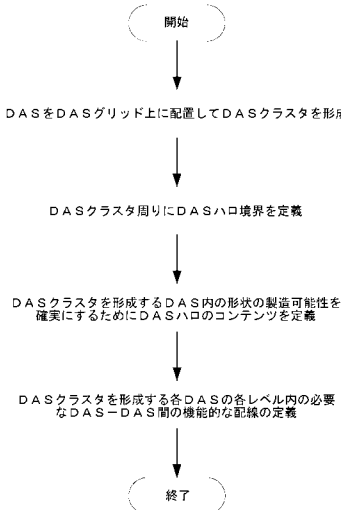 開始
DASをDASグリッド上に配置してDASクラスタを形成
DASクラスタ周りにDASハロ境界を定義
DASクラスタを形成するDAS内の形状の製造可能性を
確実にするためにDASハロのコンテンツを定義
DASクラスタを形成する各DASの各レベル内の必要
なDAS－DAS間の機能的な配線の定義
終了